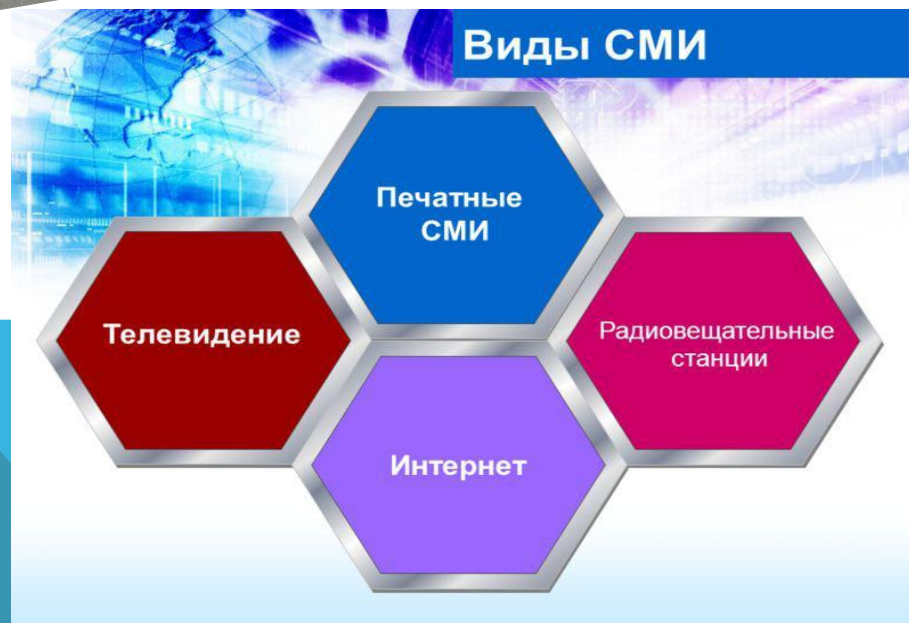 Виды СМИ
Печатные
СМИ
Телевидение
Радиовещательные
станции
Интернет